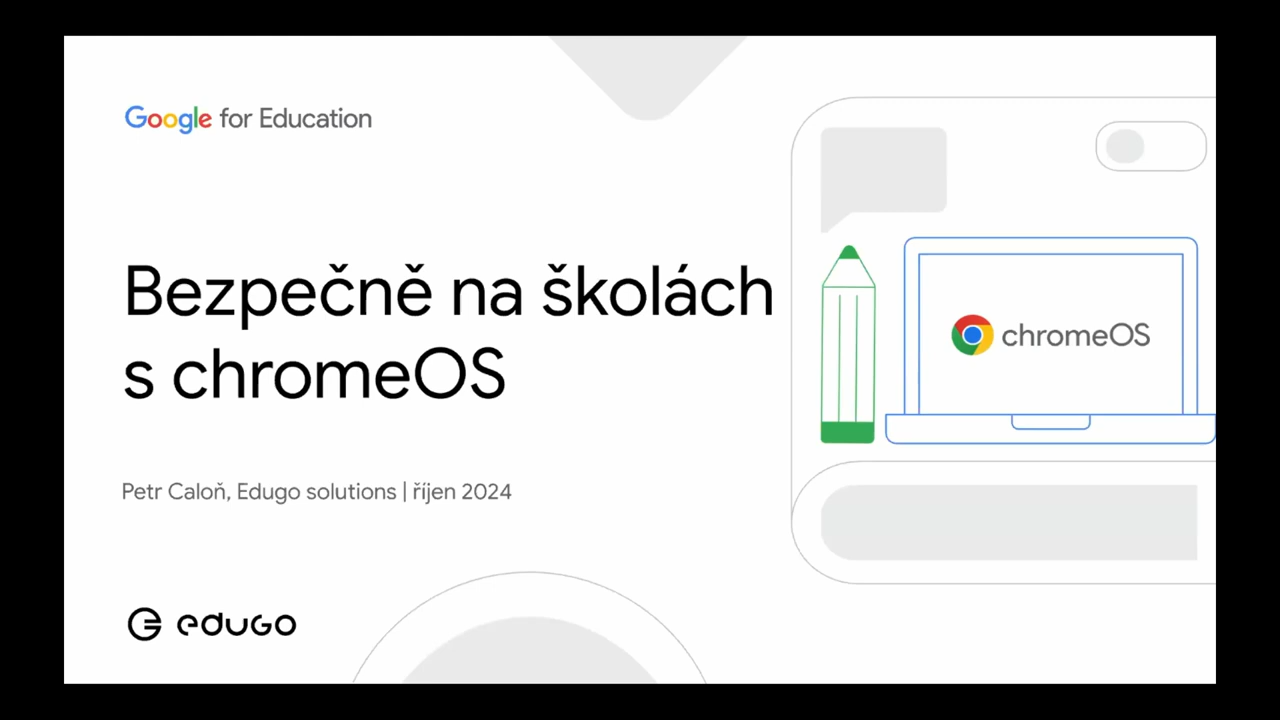 Google for Education
Bezpečně na školách
s chromeOS
chromeOS
Petr Caloň, Edugo solutions | říjen 2024
edugo